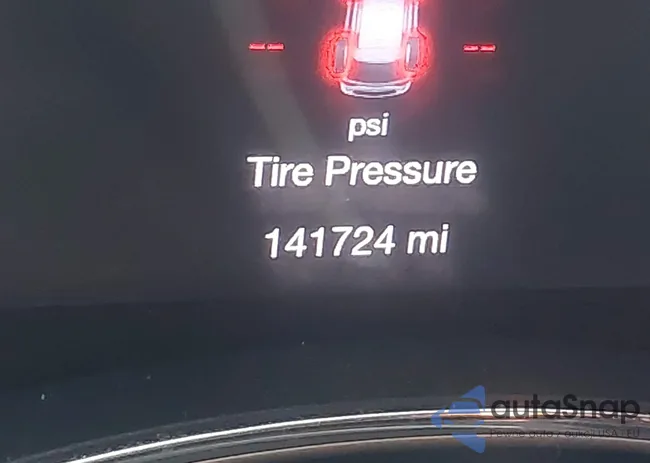 -- --
psi
Tire Pressure
141724 mi
autoSnap